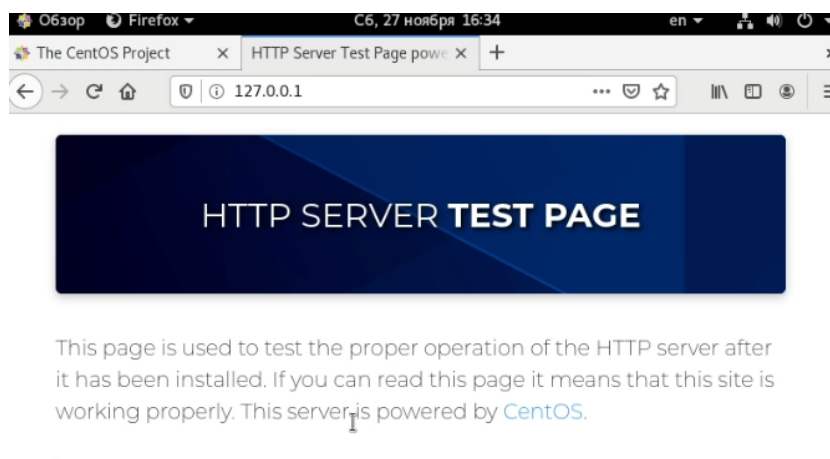 Обзор Firefox Сб, 27 ноября 16:34 en
The CentOS Project × HTTP Server Test Page powe × +
127.0.0.1
HTTP SERVER TEST PAGE
This page is used to test the proper operation of the HTTP server after
it has been installed. If you can read this page it means that this site is
working properly. This server is powered by CentOS.